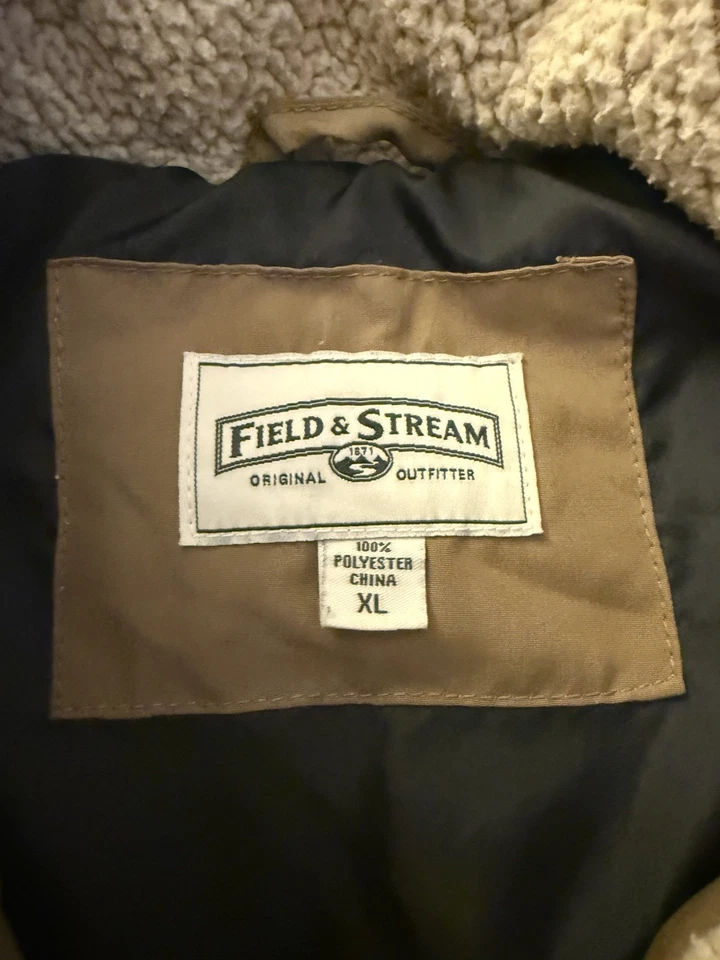 FIELD & STREAM
1871
ORIGINAL OUTFITTER
100%
POLYESTER
CHINA
XL